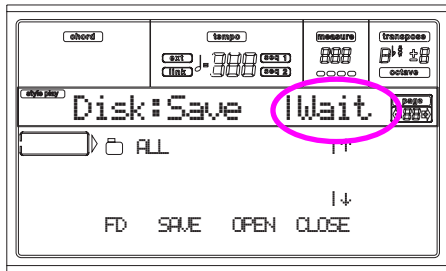 chord tempo measure transpose
ext seq 1
link seq 2
octave
style play Disk:Save |Wait page
ALL |↑
|↓
FD SAVE OPEN CLOSE